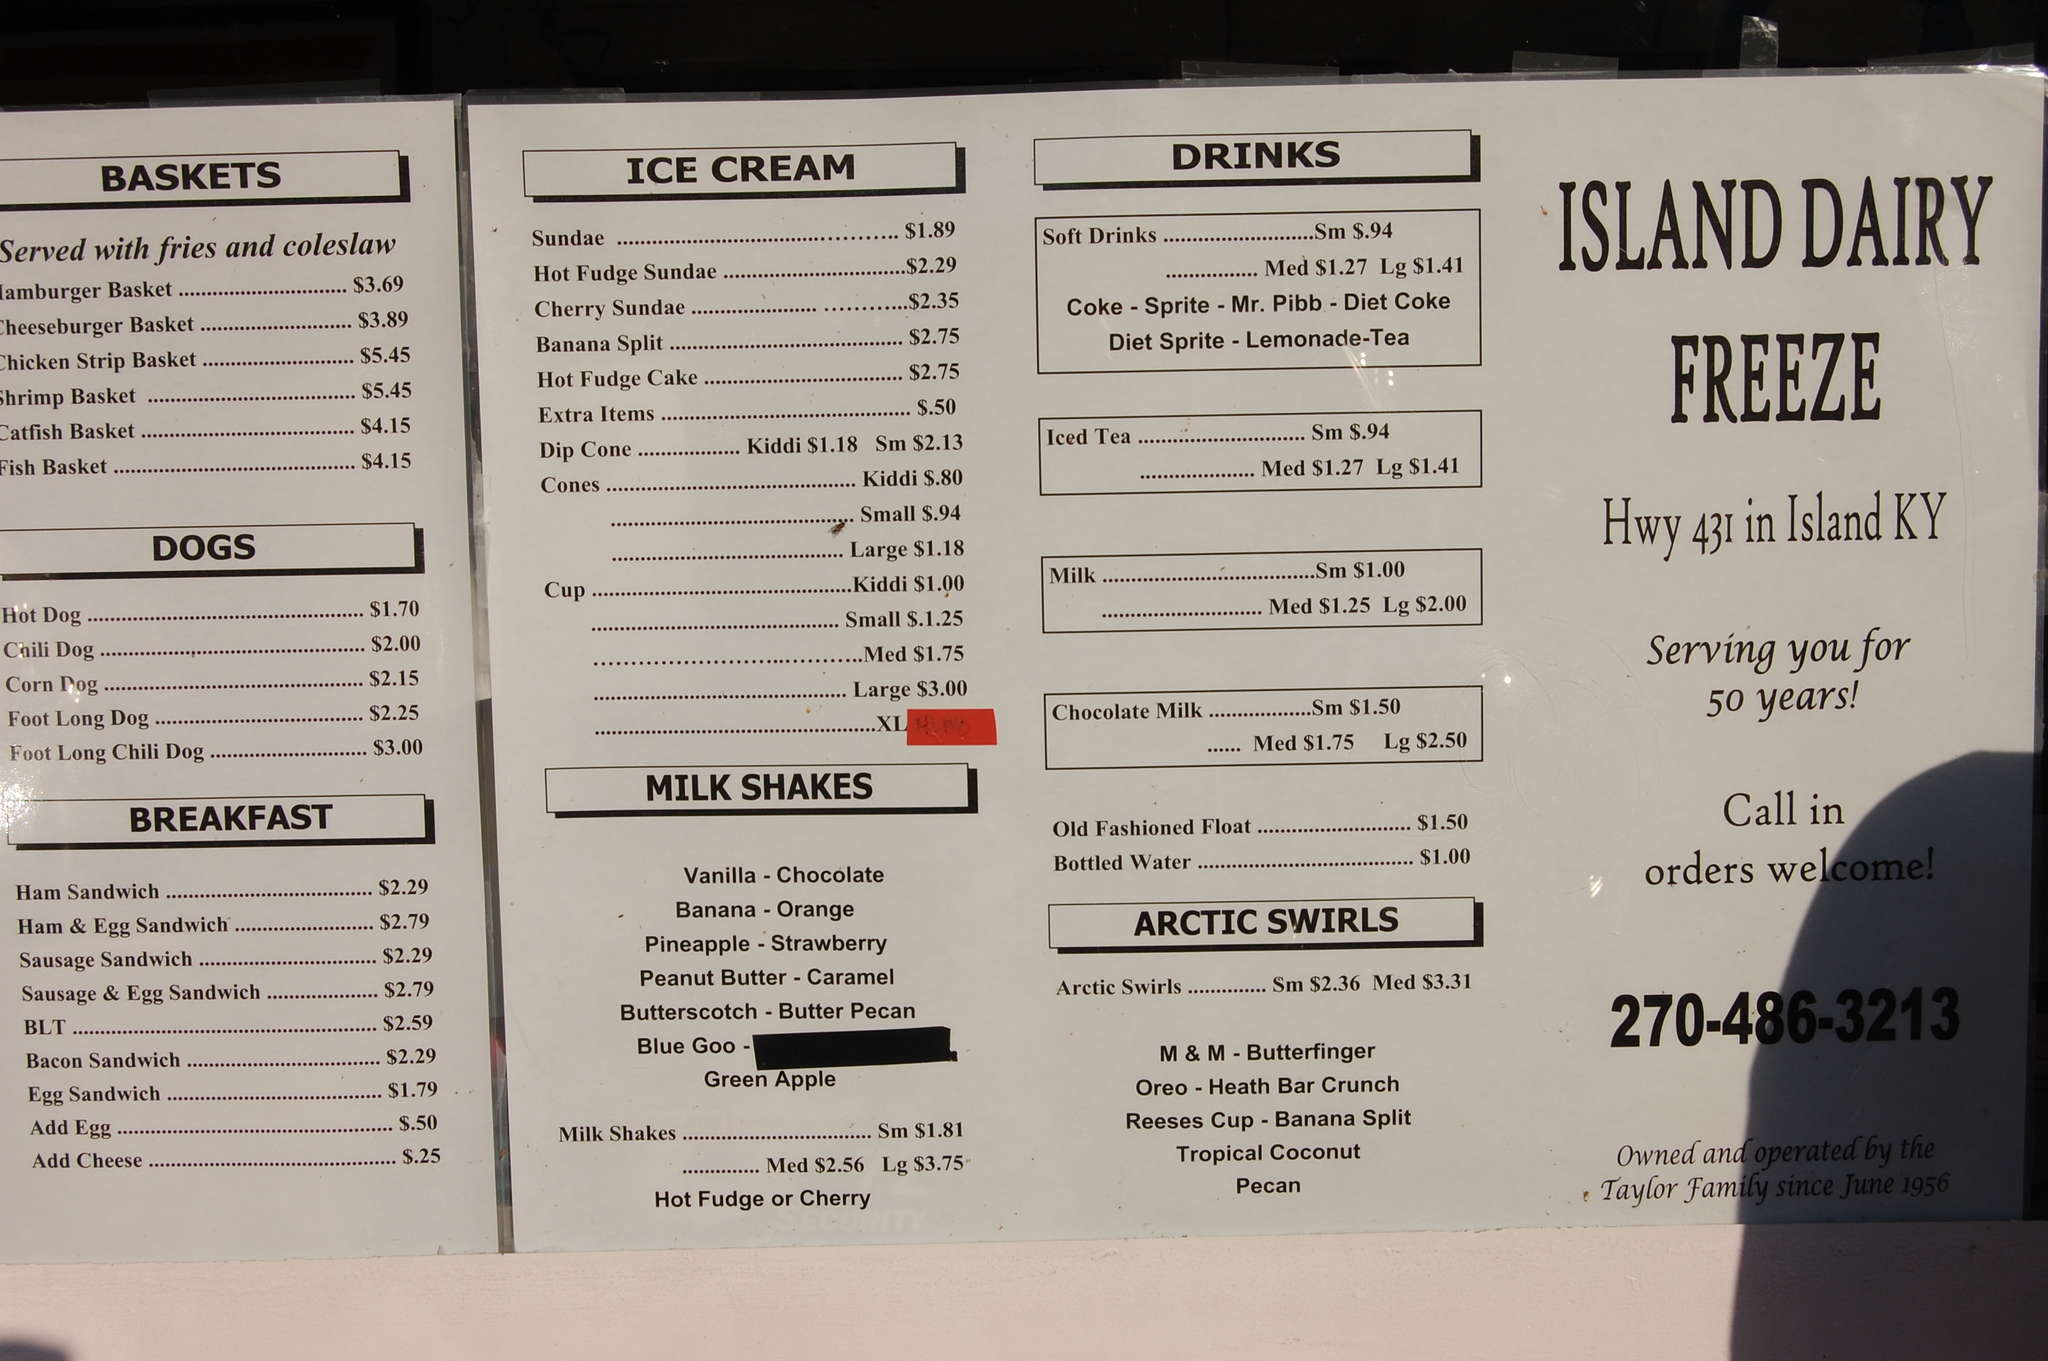 BASKETS
Served with fries and coleslaw
Hamburger Basket ............................ $3.69
Cheeseburger Basket ......................... $3.89
Chicken Strip Basket ......................... $5.45
Shrimp Basket ................................... $5.45
Catfish Basket .................................... $4.15
Fish Basket ......................................... $4.15
DOGS
Hot Dog .............................................. $1.70
Chili Dog ............................................. $2.00
Corn Dog ............................................ $2.15
Foot Long Dog ................................... $2.25
Foot Long Chili Dog .......................... $3.00
BREAKFAST
Ham Sandwich ................................... $2.29
Ham & Egg Sandwich ....................... $2.79
Sausage Sandwich .............................. $2.29
Sausage & Egg Sandwich ................... $2.79
BLT ................................................... $2.59
Bacon Sandwich ................................ $2.29
Egg Sandwich .................................... $1.79
Add Egg .............................................. $.50
Add Cheese .......................................... $.25
ICE CREAM
Sundae ............................................... $1.89
Hot Fudge Sundae ...............................$2.29
Cherry Sundae ..................... ..........$2.35
Banana Split ....................................... $2.75
Hot Fudge Cake .................................. $2.75
Extra Items .......................................... $.50
Dip Cone ................. Kiddi $1.18 Sm $2.13
Cones .......................................... Kiddi $.80
......................................... Small $.94
....................................... Large $1.18
Cup ............................................Kiddi $1.00
.......................................... Small $.1.25
..........................................Med $1.75
........................................... Large $3.00
................................................XL
MILK SHAKES
Vanilla - Chocolate
Banana - Orange
Pineapple - Strawberry
Peanut Butter - Caramel
Butterscotch - Butter Pecan
Blue Goo -
Green Apple
Milk Shakes ................................ Sm $1.81
............. Med $2.56 Lg $3.75
Hot Fudge or Cherry
DRINKS
Soft Drinks ..........................Sm $.94
................ Med $1.27 Lg $1.41
Coke - Sprite - Mr. Pibb - Diet Coke
Diet Sprite - Lemonade-Tea
Iced Tea ............................ Sm $.94
.................... Med $1.27 Lg $1.41
Milk ....................................Sm $1.00
........................... Med $1.25 Lg $2.00
Chocolate Milk .................Sm $1.50
...... Med $1.75 Lg $2.50
Old Fashioned Float .......................... $1.50
Bottled Water .................................... $1.00
ARCTIC SWIRLS
Arctic Swirls ............. Sm $2.36 Med $3.31
M & M - Butterfinger
Oreo - Heath Bar Crunch
Reeses Cup - Banana Split
Tropical Coconut
Pecan
ISLAND DAIRY
FREEZE
Hwy 431 in Island KY
Serving you for
50 years!
Call in
orders welcome!
270-486-3213
Owned and operated by the
Taylor Family since June 1956
SECURITY